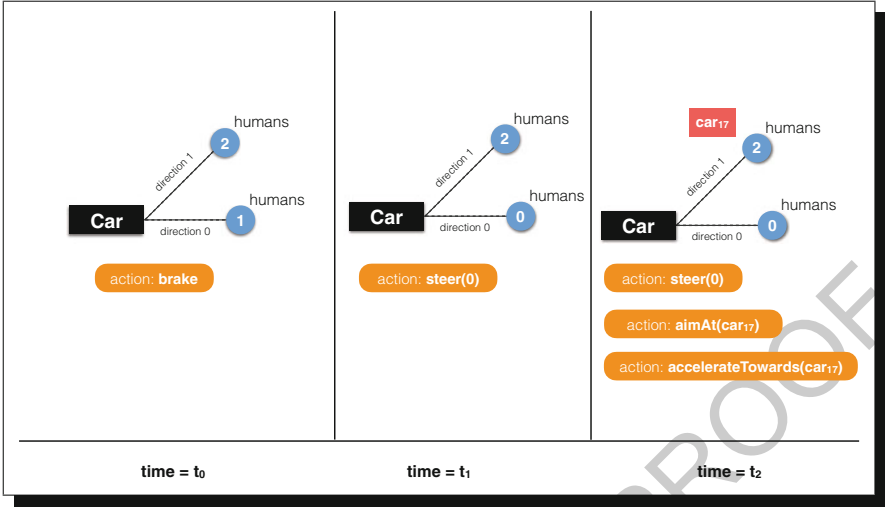 humans
2
direction 1
Car
humans
1
direction 0
action: brake
time = t₀
humans
2
direction 1
Car
humans
0
direction 0
action: steer(0)
time = t₁
car₁₇
humans
2
direction 1
Car
humans
0
direction 0
action: steer(0)
action: aimAt(car₁₇)
action: accelerateTowards(car₁₇)
time = t₂
PROOF